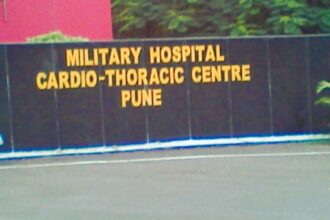 MILITARY HOSPITAL
CARDIO-THORACIC CENTRE
PUNE